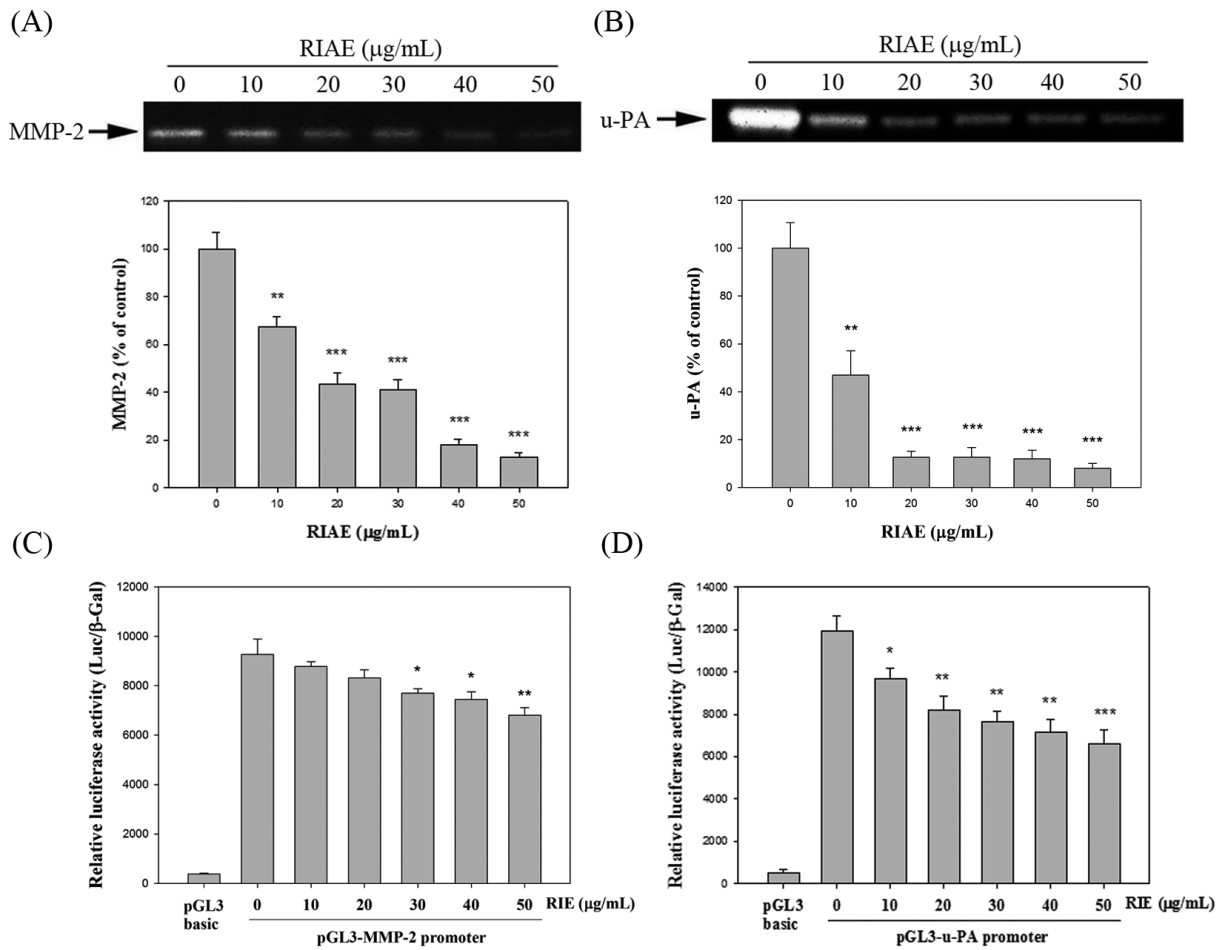 (A)
RIAE (μg/mL)
0 10 20 30 40 50
MMP-2
120
100
80
60
40
20
0
MMP-2 (% of control)
**
***
***
***
***
0 10 20 30 40 50
RIAE (μg/mL)
(B)
RIAE (μg/mL)
0 10 20 30 40 50
u-PA
120
100
80
60
40
20
0
u-PA (% of control)
**
***
***
***
***
0 10 20 30 40 50
RIAE (μg/mL)
(C)
12000
10000
8000
6000
4000
2000
0
Relative luciferase activity (Luc/β-Gal)
*
*
**
pGL3 basic
0 10 20 30 40 50 RIE (μg/mL)
pGL3-MMP-2 promoter
(D)
14000
12000
10000
8000
6000
4000
2000
0
Relative luciferase activity (Luc/β-Gal)
*
**
**
**
***
pGL3 basic
0 10 20 30 40 50 RIE (μg/mL)
pGL3-u-PA promoter